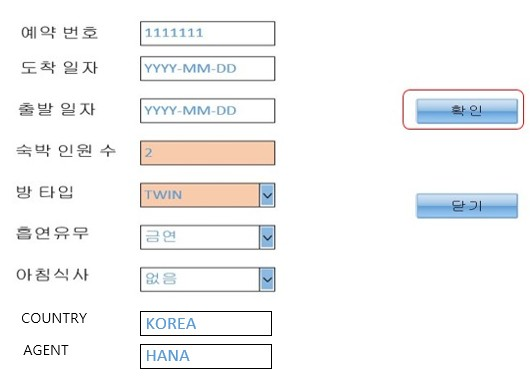 예약 번호 1111111
도착 일자 YYYY-MM-DD
출발 일자 YYYY-MM-DD
확인
숙박 인원 수 2
방 타입 TWIN
닫기
흡연유무 금연
아침식사 없음
COUNTRY KOREA
AGENT HANA